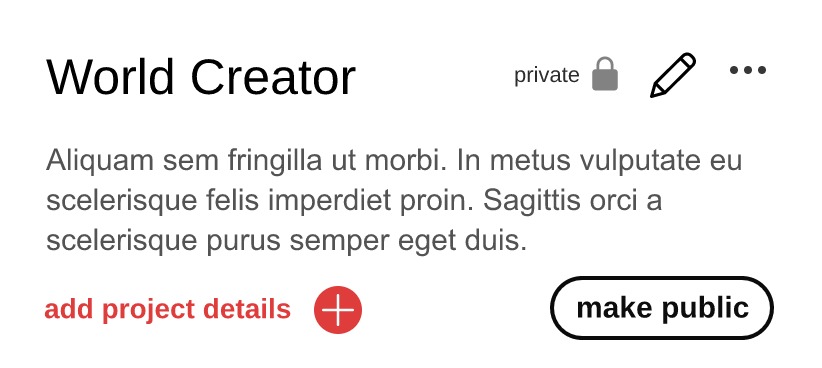 World Creator
private
Aliquam sem fringilla ut morbi. In metus vulputate eu
scelerisque felis imperdiet proin. Sagittis orci a
scelerisque purus semper eget duis.
add project details
make public